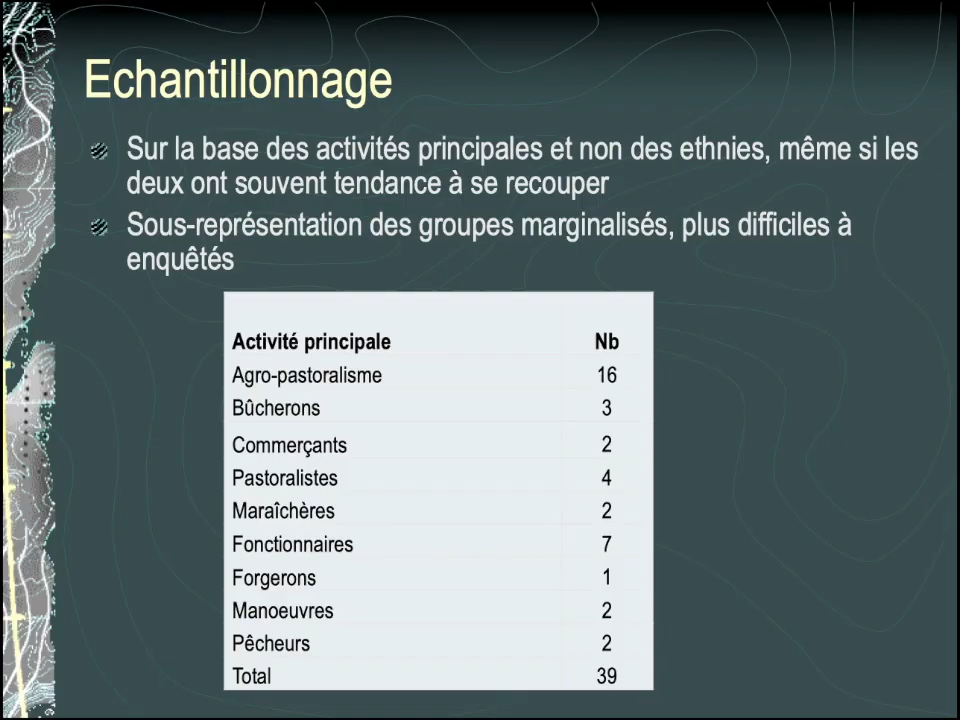 Echantillonnage
Sur la base des activités principales et non des ethnies, même si les
deux ont souvent tendance à se recouper
Sous-représentation des groupes marginalisés, plus difficiles à
enquêtés
Activité principale Nb
Agro-pastoralisme 16
Bûcherons 3
Commerçants 2
Pastoralistes 4
Maraîchères 2
Fonctionnaires 7
Forgerons 1
Manoeuvres 2
Pêcheurs 2
Total 39